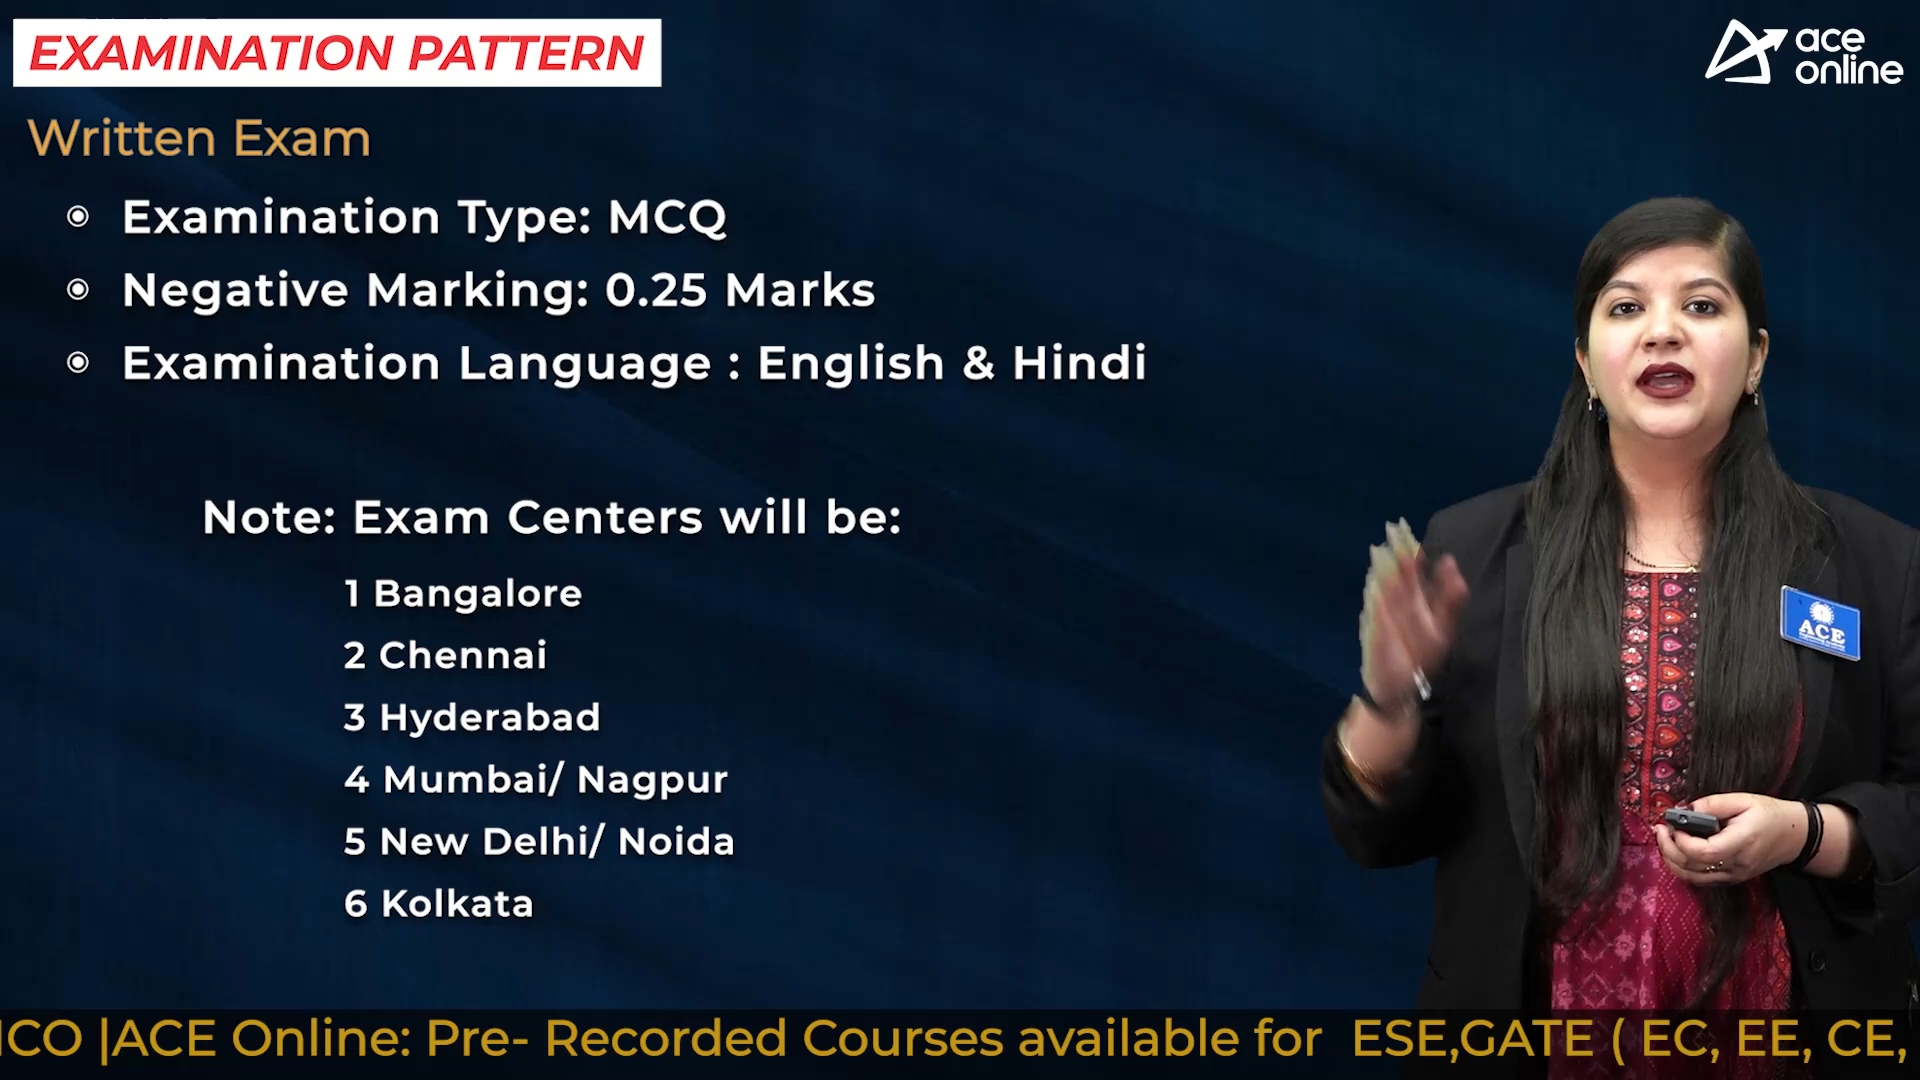 EXAMINATION PATTERN
ace
online
Written Exam
Examination Type: MCQ
Negative Marking: 0.25 Marks
Examination Language : English & Hindi
Note: Exam Centers will be:
1 Bangalore
2 Chennai
3 Hyderabad
4 Mumbai/ Nagpur
5 New Delhi/ Noida
6 Kolkata
ACE
ICO |ACE Online: Pre- Recorded Courses available for ESE,GATE ( EC, EE, CE,